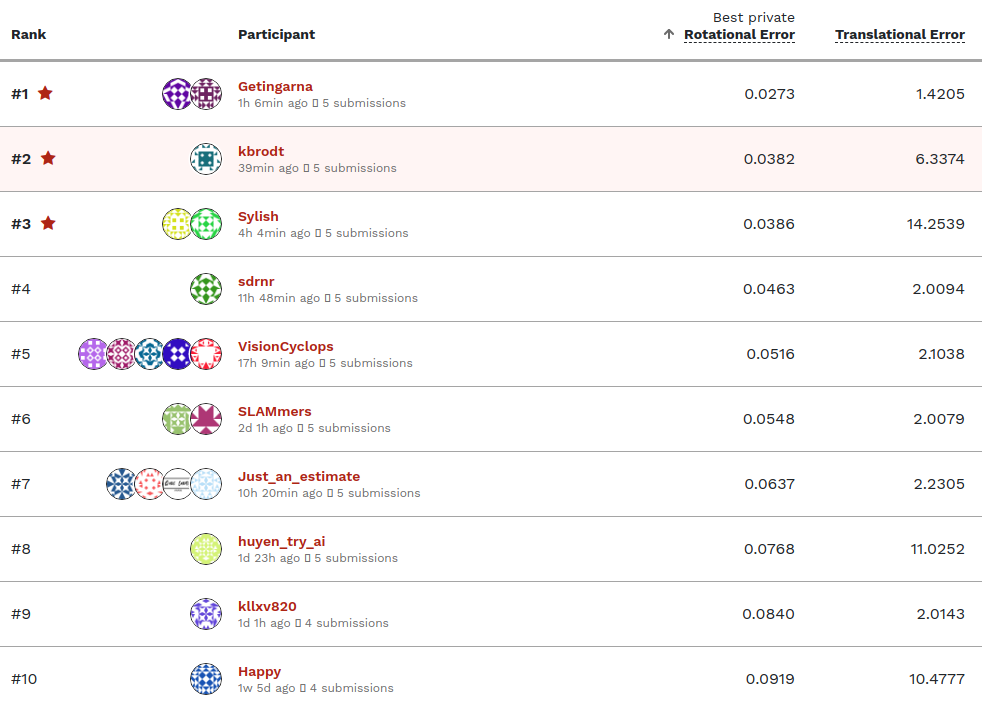 Best private
Rank Participant ↑ Rotational Error Translational Error
#1 Getingarna 0.0273 1.4205
1h 6min ago ▯ 5 submissions
#2 kbrodt 0.0382 6.3374
39min ago ▯ 5 submissions
#3 Sylish 0.0386 14.2539
4h 4min ago ▯ 5 submissions
#4 sdrnr 0.0463 2.0094
11h 48min ago ▯ 5 submissions
#5 VisionCyclops 0.0516 2.1038
17h 9min ago ▯ 5 submissions
#6 SLAMmers 0.0548 2.0079
2d 1h ago ▯ 5 submissions
#7 Just_an_estimate 0.0637 2.2305
10h 20min ago ▯ 5 submissions
#8 huyen_try_ai 0.0768 11.0252
1d 23h ago ▯ 5 submissions
#9 kllxv820 0.0840 2.0143
1d 1h ago ▯ 4 submissions
#10 Happy 0.0919 10.4777
1w 5d ago ▯ 4 submissions